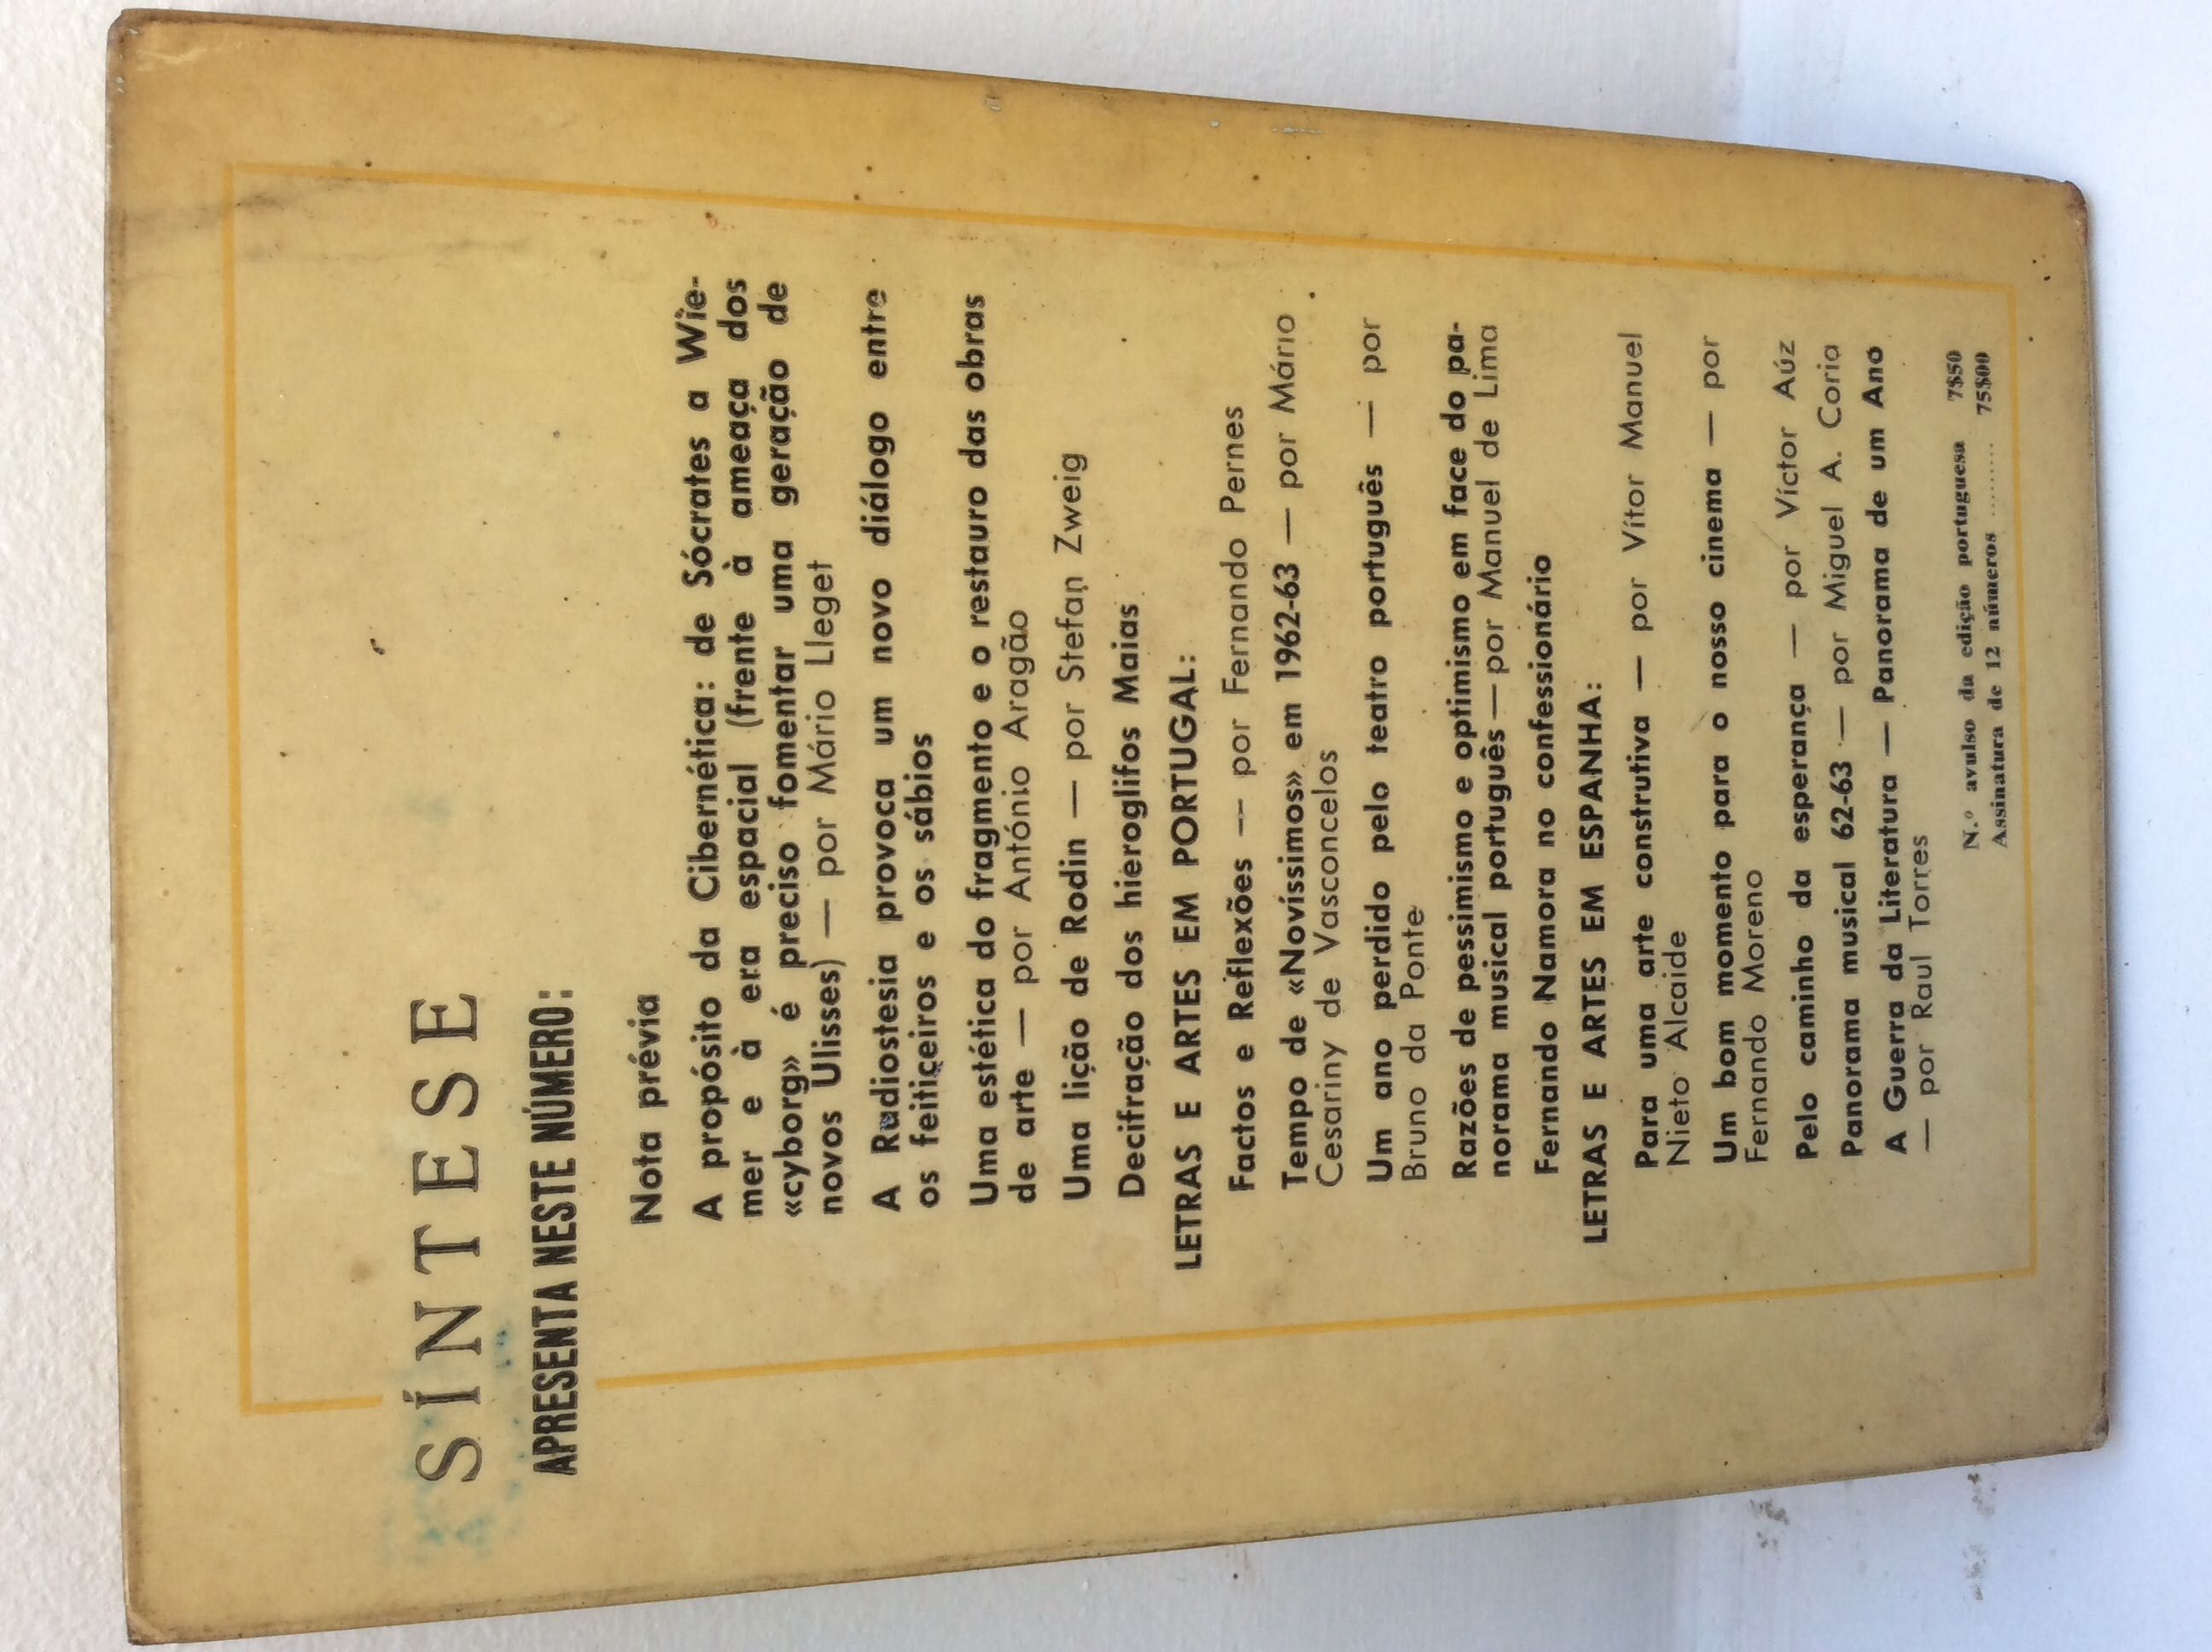 SÍNTESE
APRESENTA NESTE NÚMERO:
Nota prévia
A propósito da Cibernética: de Sócrates a Wie-
mer e à era espacial (frente à ameaça dos
«cyborg» é preciso fomentar uma geração de
novos Ulisses) — por Mário Lleget
A Radiostesia provoca um novo diálogo entre
os feiticeiros e os sábios
Uma estética do fragmento e o restauro das obras
de arte — por António Aragão
Uma lição de Rodin — por Stefan Zweig
Decifração dos hieroglifos Maias
LETRAS E ARTES EM PORTUGAL:
Factos e Reflexões — por Fernando Pernes
Tempo de «Novíssimos» em 1962-63 — por Mário
Cesariny de Vasconcelos
Um ano perdido pelo teatro português — por
Bruno da Ponte
Razões de pessimismo e optimismo em face do pa-
norama musical português — por Manuel de Lima
Fernando Namora no confessionário
LETRAS E ARTES EM ESPANHA:
Para uma arte construtiva — por Vítor Manuel
Nieto Alcaide
Um bom momento para o nosso cinema — por
Fernando Moreno
Pelo caminho da esperança — por Víctor Aúz
Panorama musical 62-63 — por Miguel A. Coria
A Guerra da Literatura — Panorama de um Ano
— por Raul Torres
N.º avulso da edição portuguesa 7$50
Assinatura de 12 números ......... 75$00